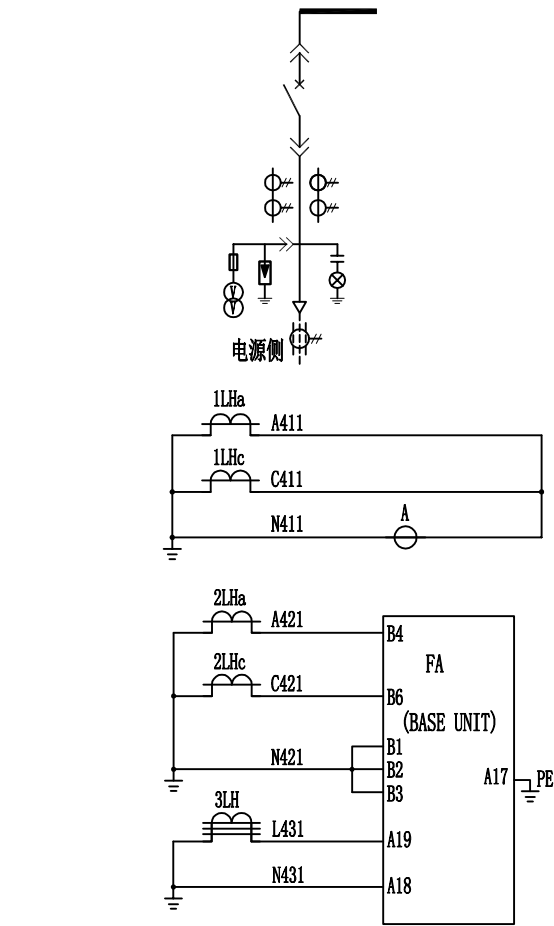 V
V
电源侧
1LHa
A411
1LHc
C411
N411
A
2LHa
A421
B4
FA
2LHc
C421
B6
(BASE UNIT)
B1
N421
B2
A17
PE
B3
3LH
L431
A19
N431
A18